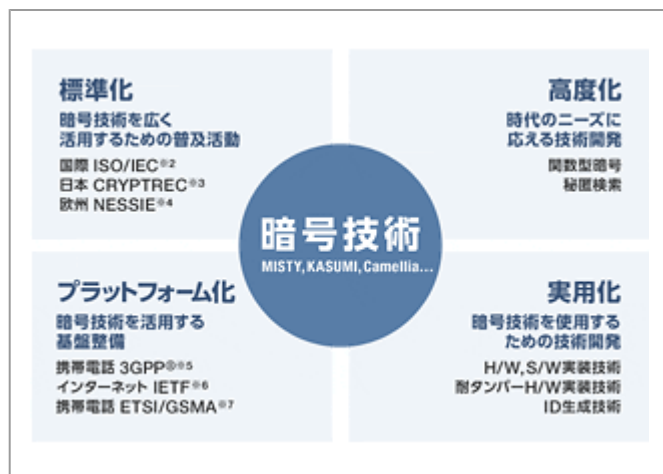 標準化
暗号技術を広く
活用するための普及活動
国際 ISO/IEC※2
日本 CRYPTREC※3
欧州 NESSIE※4
高度化
時代のニーズに
応える技術開発
関数型暗号
秘匿検索
暗号技術
MISTY,KASUMI,Camellia...
プラットフォーム化
暗号技術を活用する
基盤整備
携帯電話 3GPP®※5
インターネット IETF※6
携帯電話 ETSI/GSMA※7
実用化
暗号技術を使用する
ための技術開発
H/W,S/W実装技術
耐タンパーH/W実装技術
ID生成技術